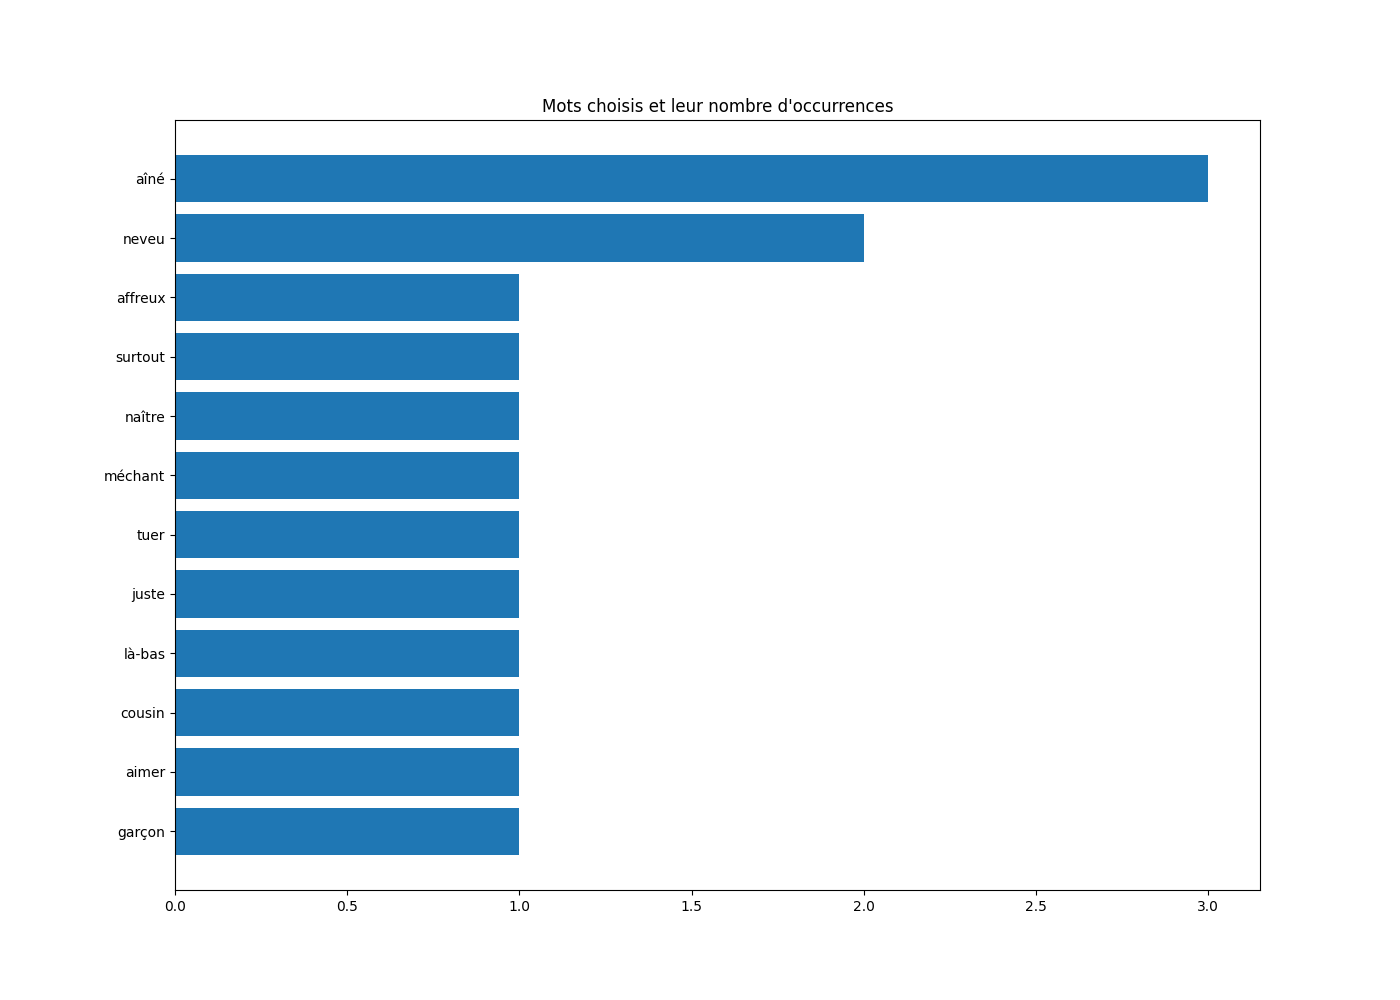 Mots choisis et leur nombre d'occurrences
aîné
neveu
affreux
surtout
naître
méchant
tuer
juste
là-bas
cousin
aimer
garçon
0.0 0.5 1.0 1.5 2.0 2.5 3.0